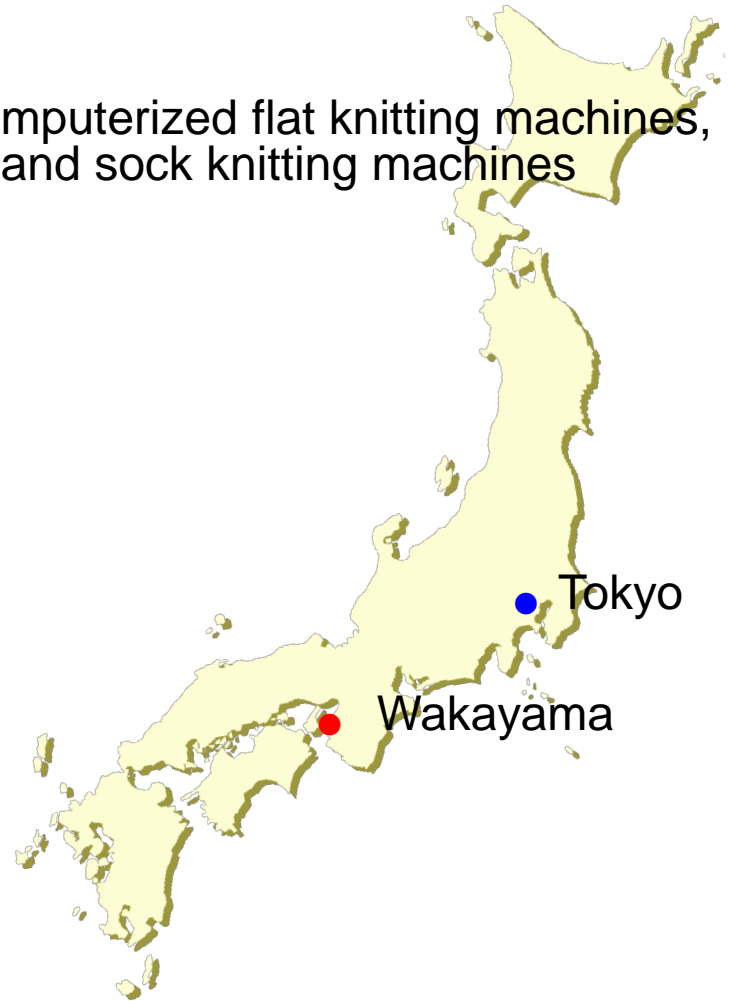 mputerized flat knitting machines,
and sock knitting machines
Tokyo
Wakayama